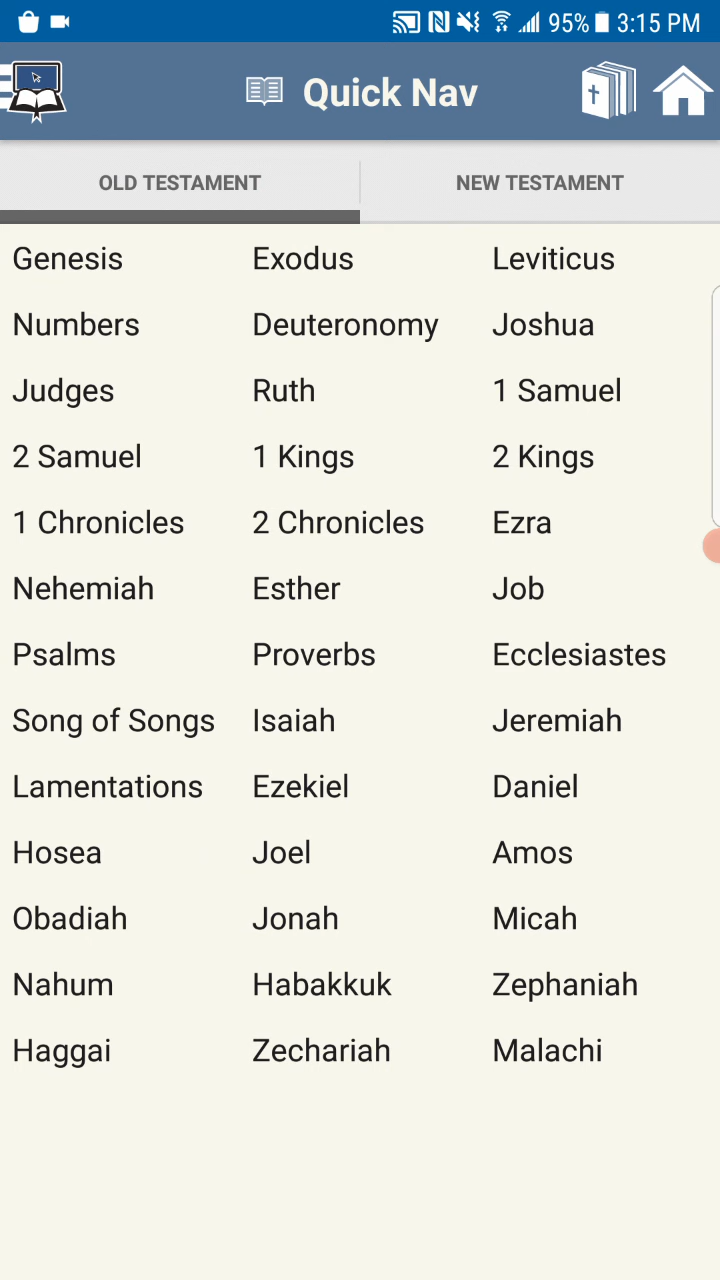 95% 3:15 PM
Quick Nav
OLD TESTAMENT NEW TESTAMENT
Genesis Exodus Leviticus
Numbers Deuteronomy Joshua
Judges Ruth 1 Samuel
2 Samuel 1 Kings 2 Kings
1 Chronicles 2 Chronicles Ezra
Nehemiah Esther Job
Psalms Proverbs Ecclesiastes
Song of Songs Isaiah Jeremiah
Lamentations Ezekiel Daniel
Hosea Joel Amos
Obadiah Jonah Micah
Nahum Habakkuk Zephaniah
Haggai Zechariah Malachi